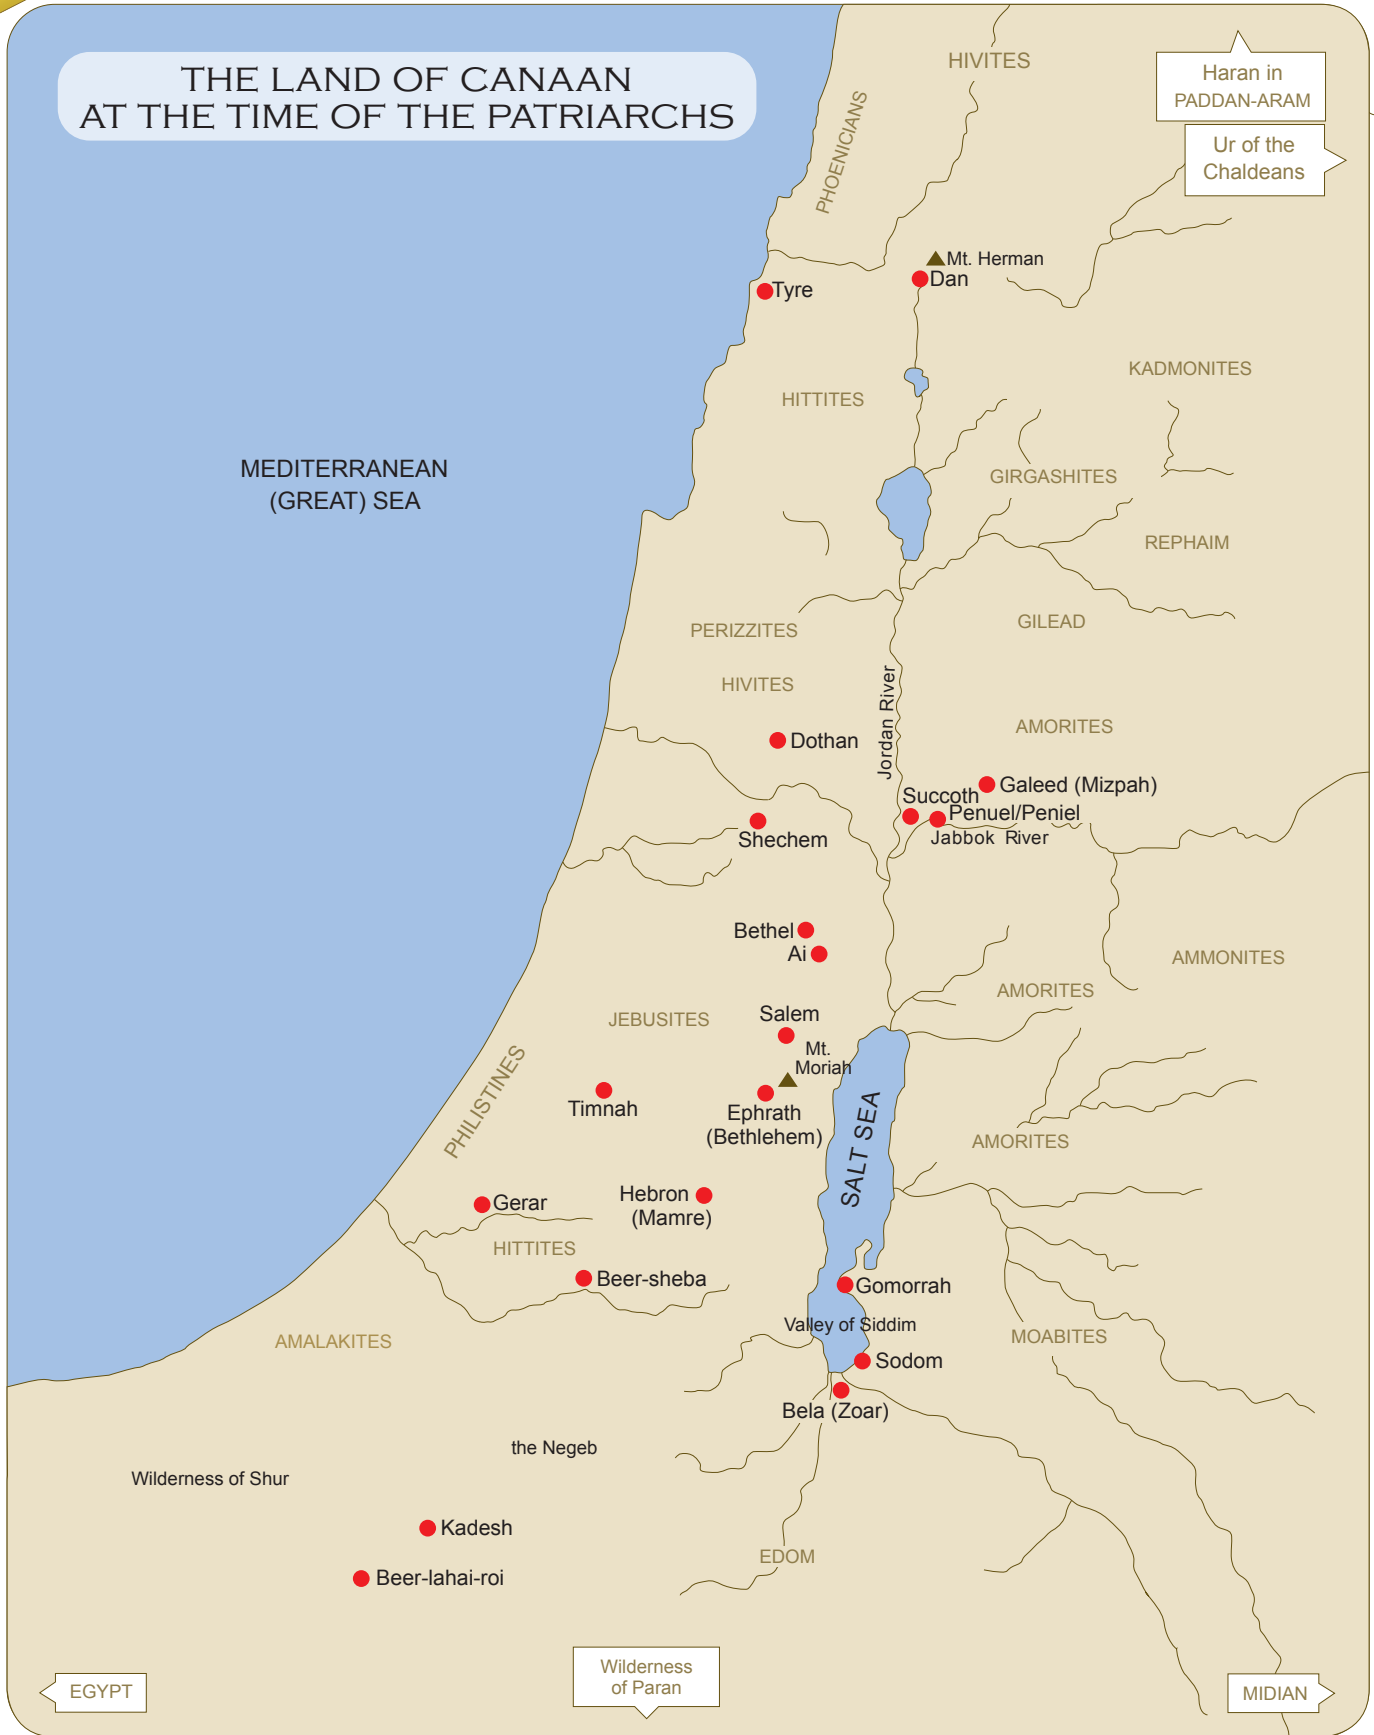 THE LAND OF CANAAN
AT THE TIME OF THE PATRIARCHS
HIVITES
Haran in
PADDAN-ARAM
Ur of the
Chaldeans
PHOENICIANS
Mt. Herman
Dan
Tyre
KADMONITES
HITTITES
MEDITERRANEAN
(GREAT) SEA
GIRGASHITES
REPHAIM
GILEAD
PERIZZITES
HIVITES
Jordan River
AMORITES
Dothan
Galeed (Mizpah)
Succoth
Penuel/Peniel
Jabbok River
Shechem
Bethel
Ai
AMMONITES
AMORITES
JEBUSITES
Salem
Mt.
Moriah
PHILISTINES
Timnah
Ephrath
(Bethlehem)
SALT SEA
AMORITES
Hebron
(Mamre)
Gerar
HITTITES
Beer-sheba
Gomorrah
Valley of Siddim
MOABITES
AMALAKITES
Sodom
Bela (Zoar)
the Negeb
Wilderness of Shur
Kadesh
EDOM
Beer-lahai-roi
Wilderness
of Paran
EGYPT
MIDIAN